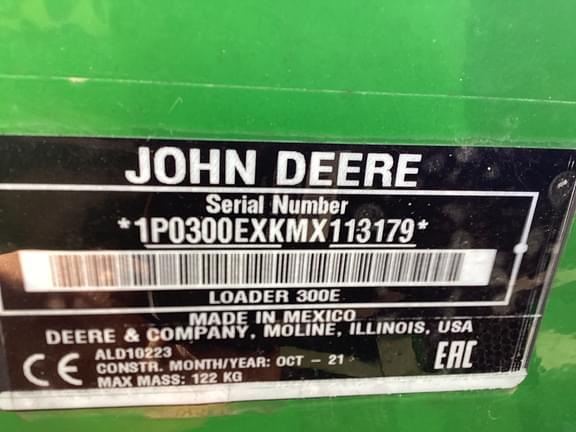 JOHN DEERE
Serial Number
*1P0300EXKMX113179*
LOADER 300E
MADE IN MEXICO
DEERE & COMPANY, MOLINE, ILLINOIS, USA
ALD10223
CONSTR. MONTH/YEAR: OCT - 21
MAX MASS: 122 KG
CE
EAC